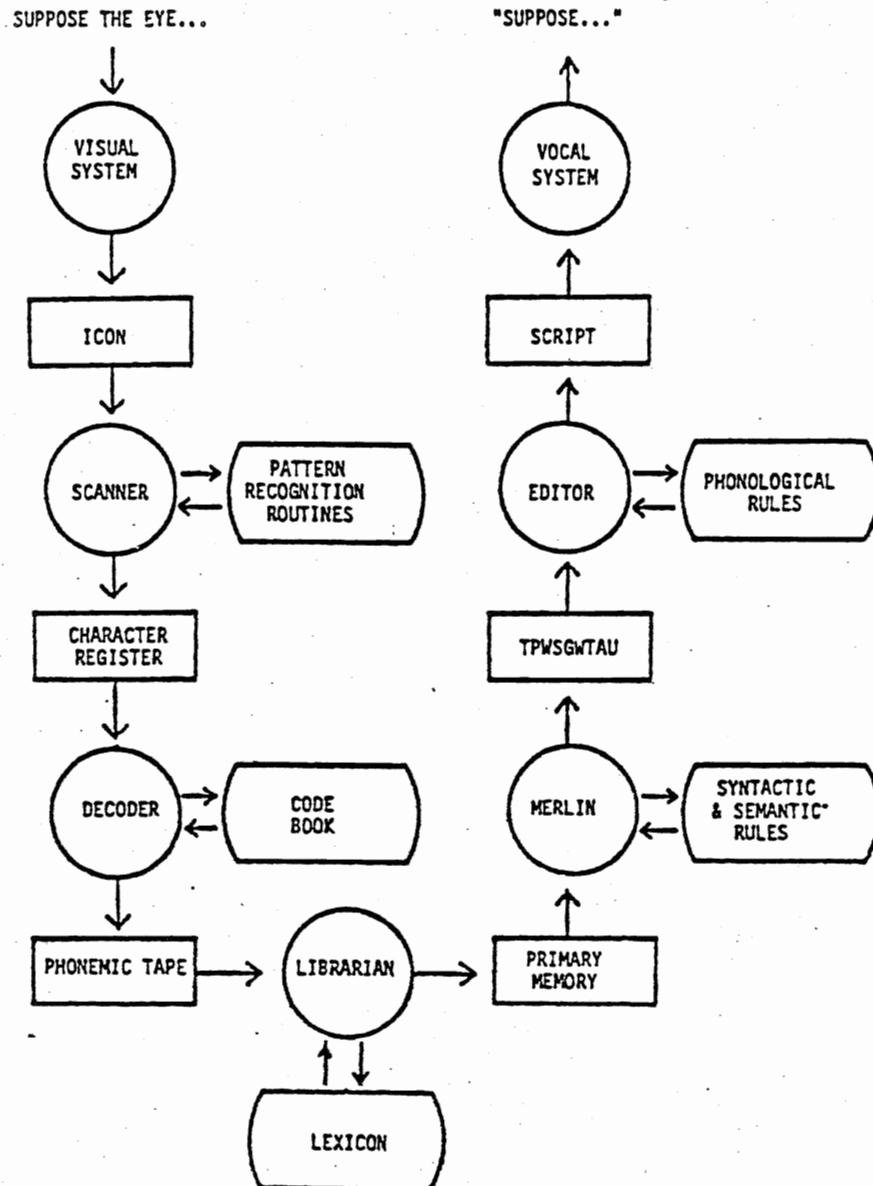 SUPPOSE THE EYE...
VISUAL
SYSTEM
ICON
SCANNER
PATTERN
RECOGNITION
ROUTINES
CHARACTER
REGISTER
DECODER
CODE
BOOK
PHONEMIC TAPE
LIBRARIAN
LEXICON
PRIMARY
MEMORY
MERLIN
SYNTACTIC
& SEMANTIC
RULES
TPWSGWTAU
EDITOR
PHONOLOGICAL
RULES
SCRIPT
VOCAL
SYSTEM
"SUPPOSE..."